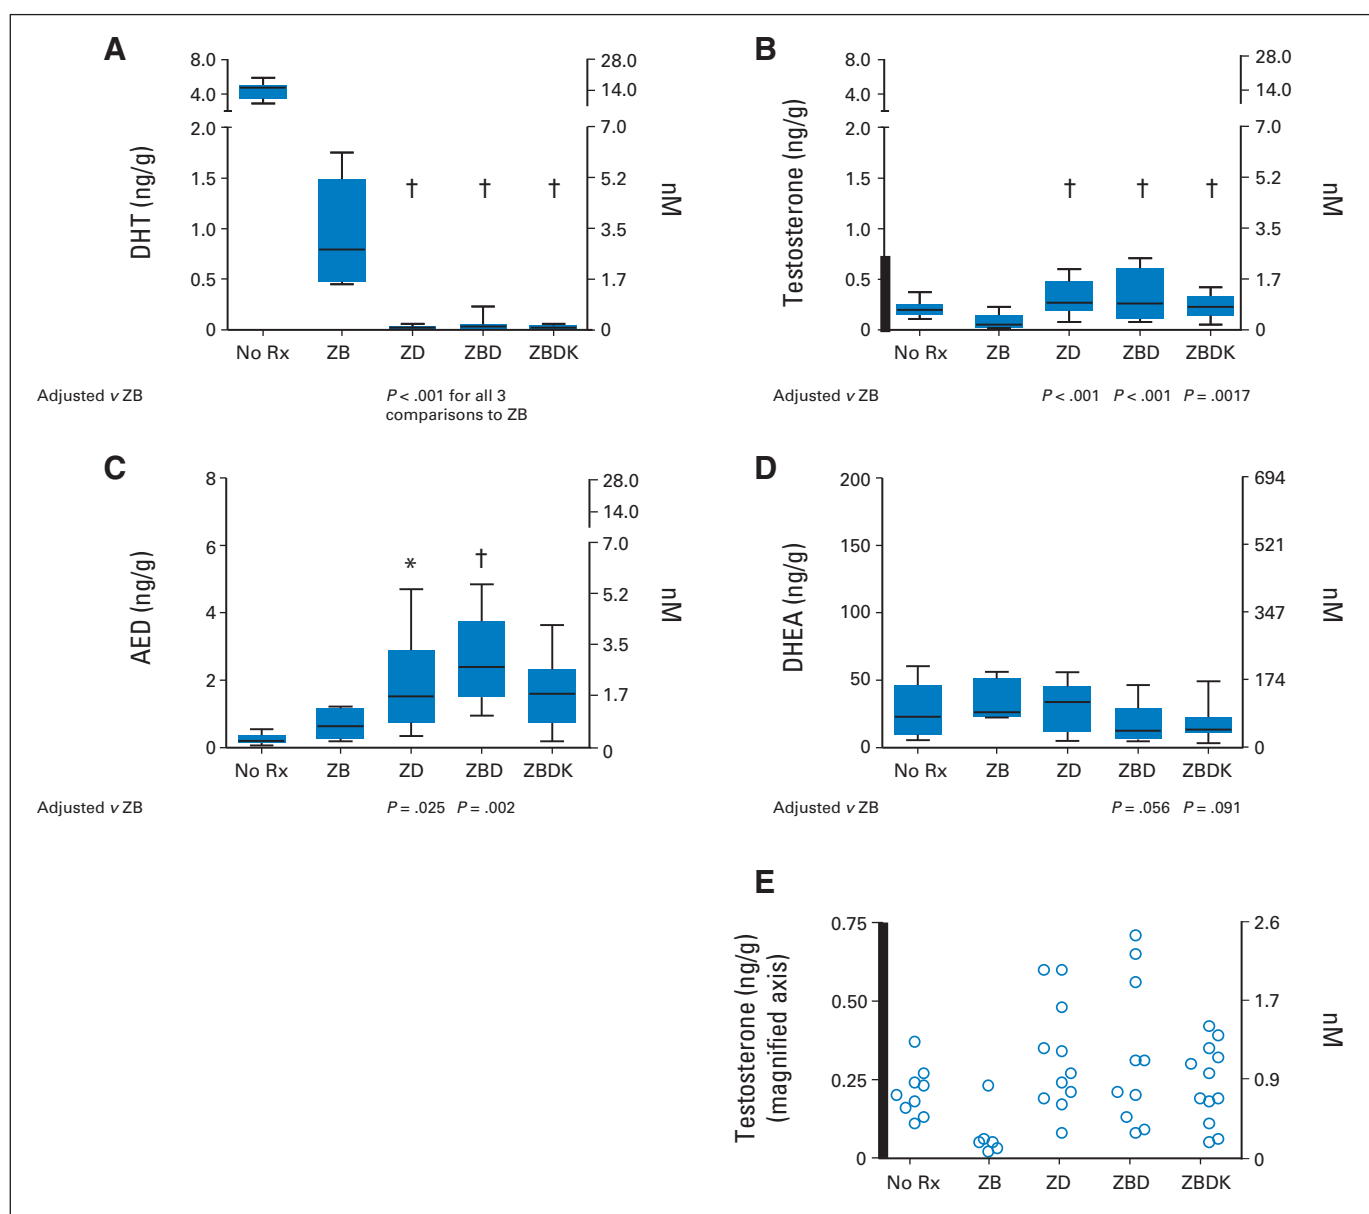 A
8.0
4.0
2.0
1.5
1.0
0.5
0
DHT (ng/g)
28.0
14.0
7.0
5.2
3.5
1.7
0
nM
† † †
No Rx ZB ZD ZBD ZBDK
Adjusted v ZB
P < .001 for all 3
comparisons to ZB
B
8.0
4.0
2.0
1.5
1.0
0.5
0
Testosterone (ng/g)
28.0
14.0
7.0
5.2
3.5
1.7
0
nM
† † †
No Rx ZB ZD ZBD ZBDK
Adjusted v ZB
P < .001 P < .001 P = .0017
C
8
6
4
2
0
AED (ng/g)
28.0
14.0
7.0
5.2
3.5
1.7
0
nM
* †
No Rx ZB ZD ZBD ZBDK
Adjusted v ZB
P = .025 P = .002
D
200
150
100
50
0
DHEA (ng/g)
694
521
347
174
0
nM
No Rx ZB ZD ZBD ZBDK
Adjusted v ZB
P = .056 P = .091
E
0.75
0.50
0.25
0
Testosterone (ng/g)
(magnified axis)
2.6
1.7
0.9
0
nM
No Rx ZB ZD ZBD ZBDK